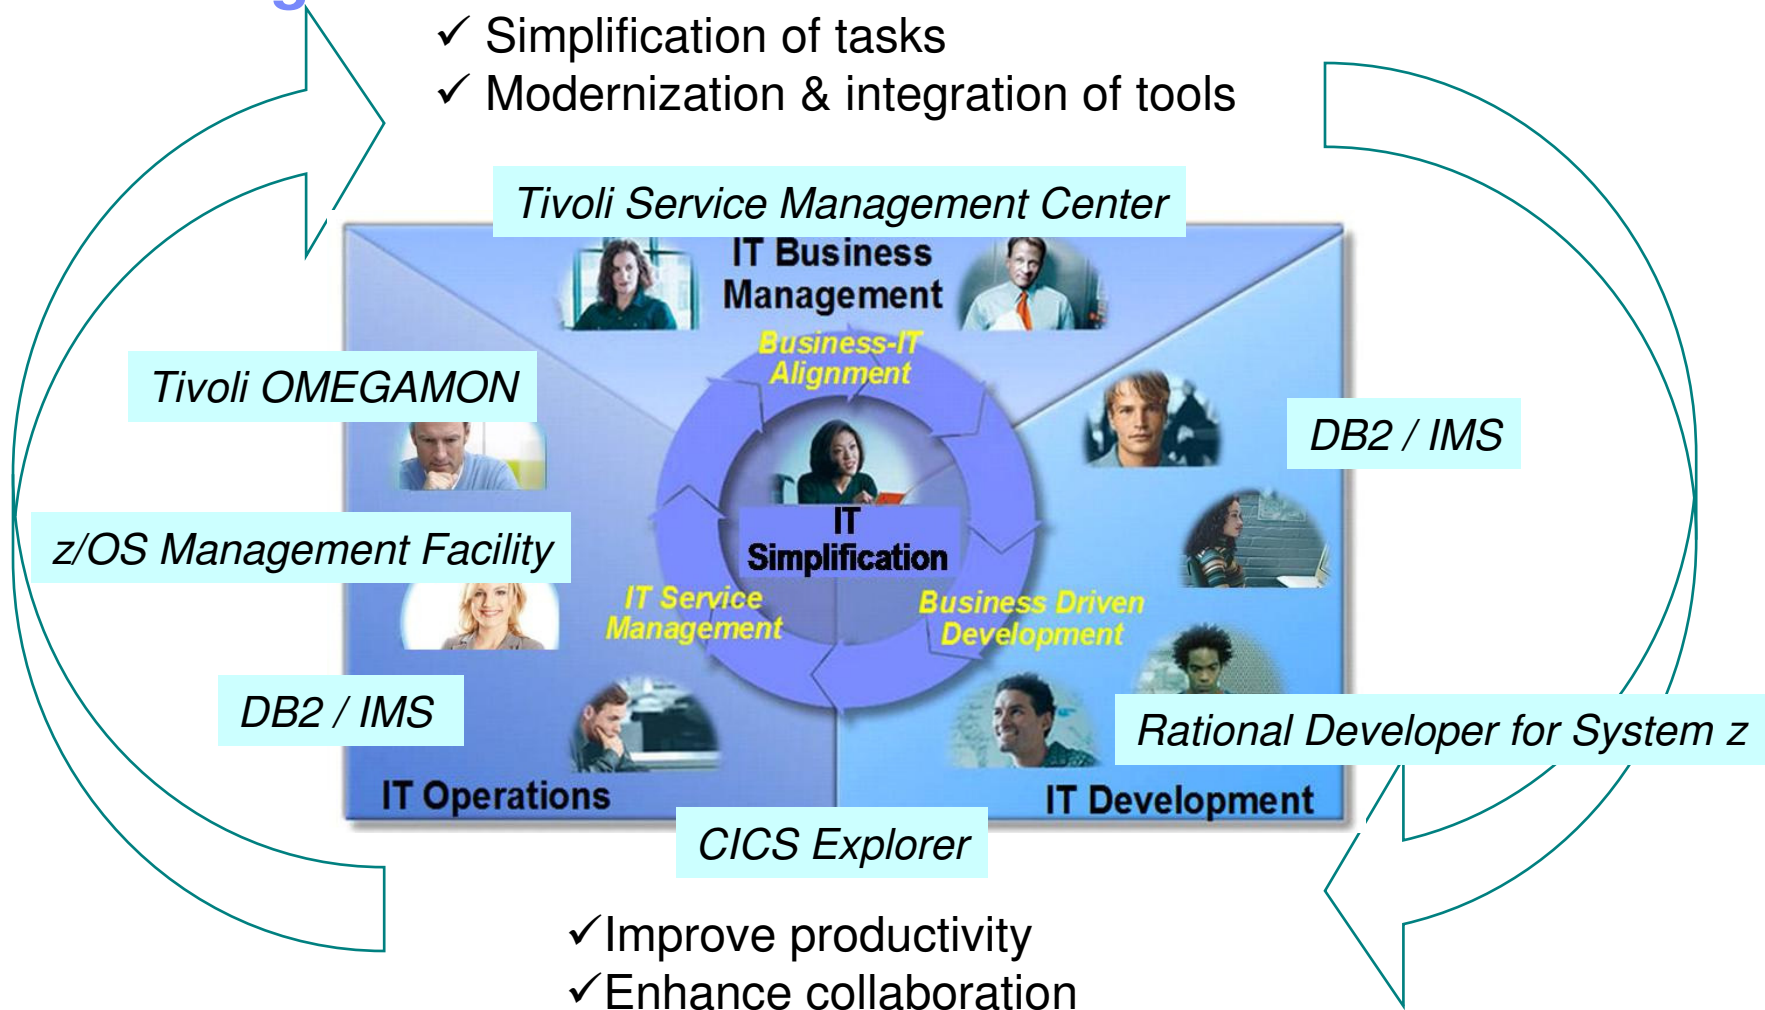 ✓ Simplification of tasks
✓ Modernization & integration of tools
Tivoli Service Management Center
IT Business
Management
Business-IT
Alignment
Tivoli OMEGAMON
DB2 / IMS
IT
Simplification
z/OS Management Facility
IT Service
Management
Business Driven
Development
DB2 / IMS
Rational Developer for System z
IT Operations
IT Development
CICS Explorer
✓Improve productivity
✓Enhance collaboration